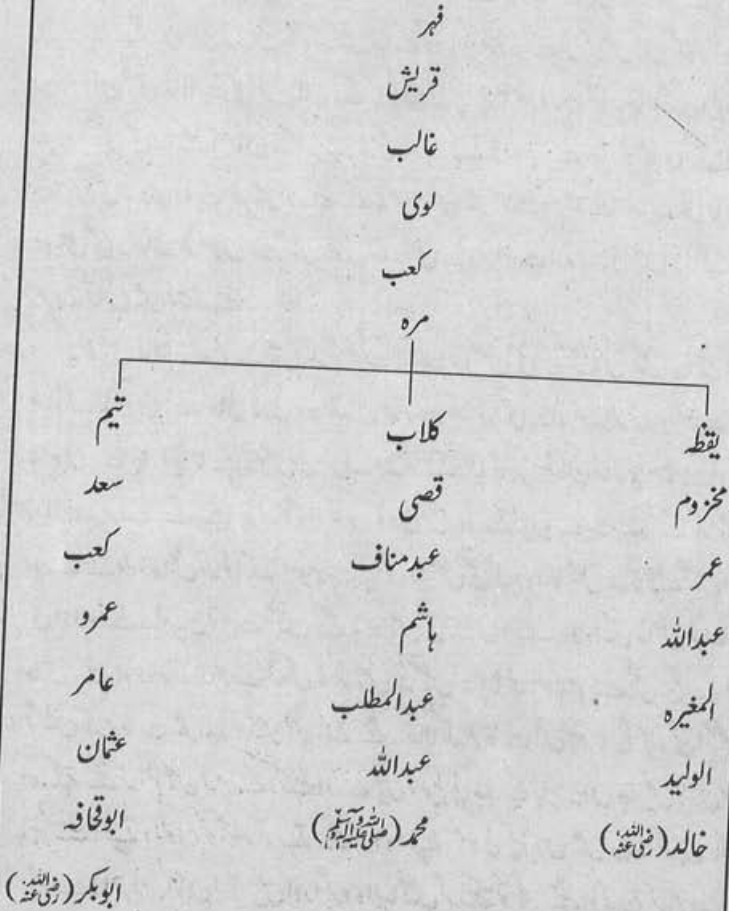 فہر
قریش
غالب
لوی
کعب
مرہ
یقظہ
مخزوم
عمر
عبداللہ
المغیرہ
الولید
خالد (رضی اللہ عنہ)
کلاب
قصی
عبدمناف
ہاشم
عبدالمطلب
عبداللہ
محمد (صلی اللہ علیہ وآلہ وسلم)
تیم
سعد
کعب
عمرو
عامر
عثمان
ابوقحافہ
ابوبکر (رضی اللہ عنہ)